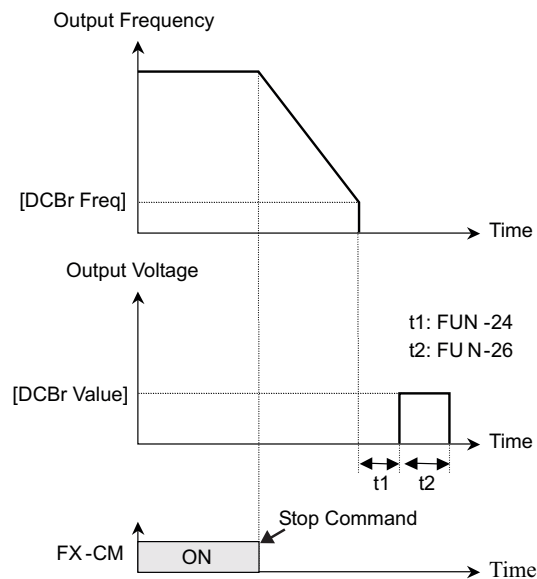 Output Frequency
[DCBr Freq]
Time
Output Voltage
t1: FUN -24
t2: FU N-26
[DCBr Value]
Time
t1
t2
Stop Command
FX -CM
ON
Time